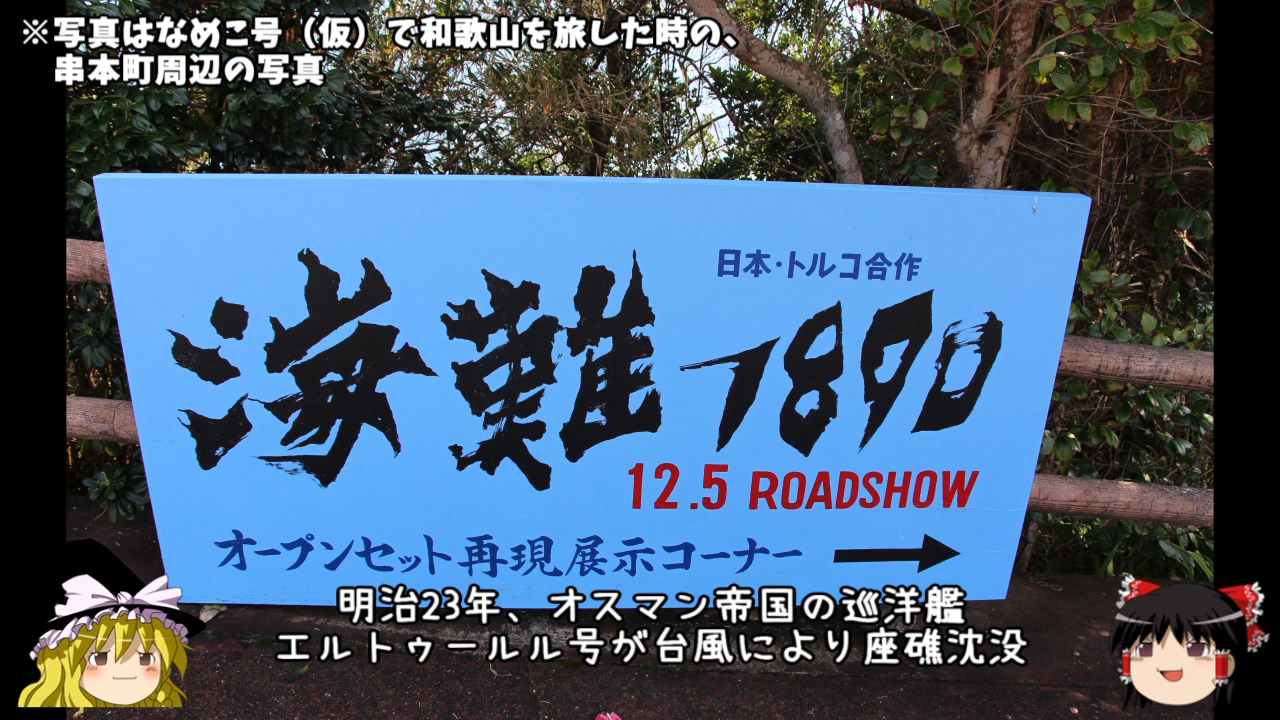 ※写真はなめこ号（仮）で和歌山を旅した時の、
串本町周辺の写真
日本・トルコ合作
海難1890
12.5 ROADSHOW
オープンセット再現展示コーナー
明治23年、オスマン帝国の巡洋艦
エルトゥールル号が台風により座礁沈没